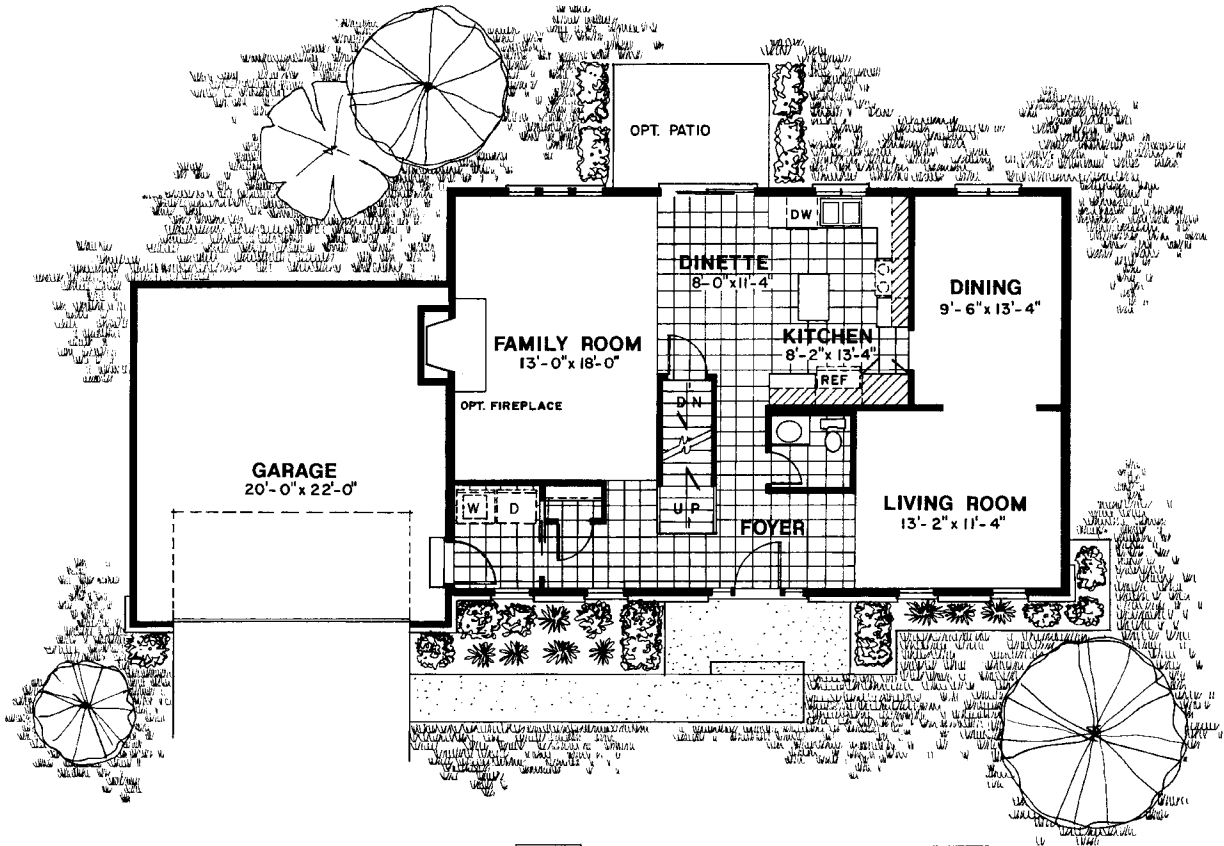 OPT. PATIO
DW
DINETTE
8'-0"x11'-4"
DINING
9'-6"x13'-4"
FAMILY ROOM
13'-0"x18'-0"
KITCHEN
8'-2"x13'-4"
REF
OPT. FIREPLACE
DN
GARAGE
20'-0"x22'-0"
W
D
UP
FOYER
LIVING ROOM
13'-2"x11'-4"